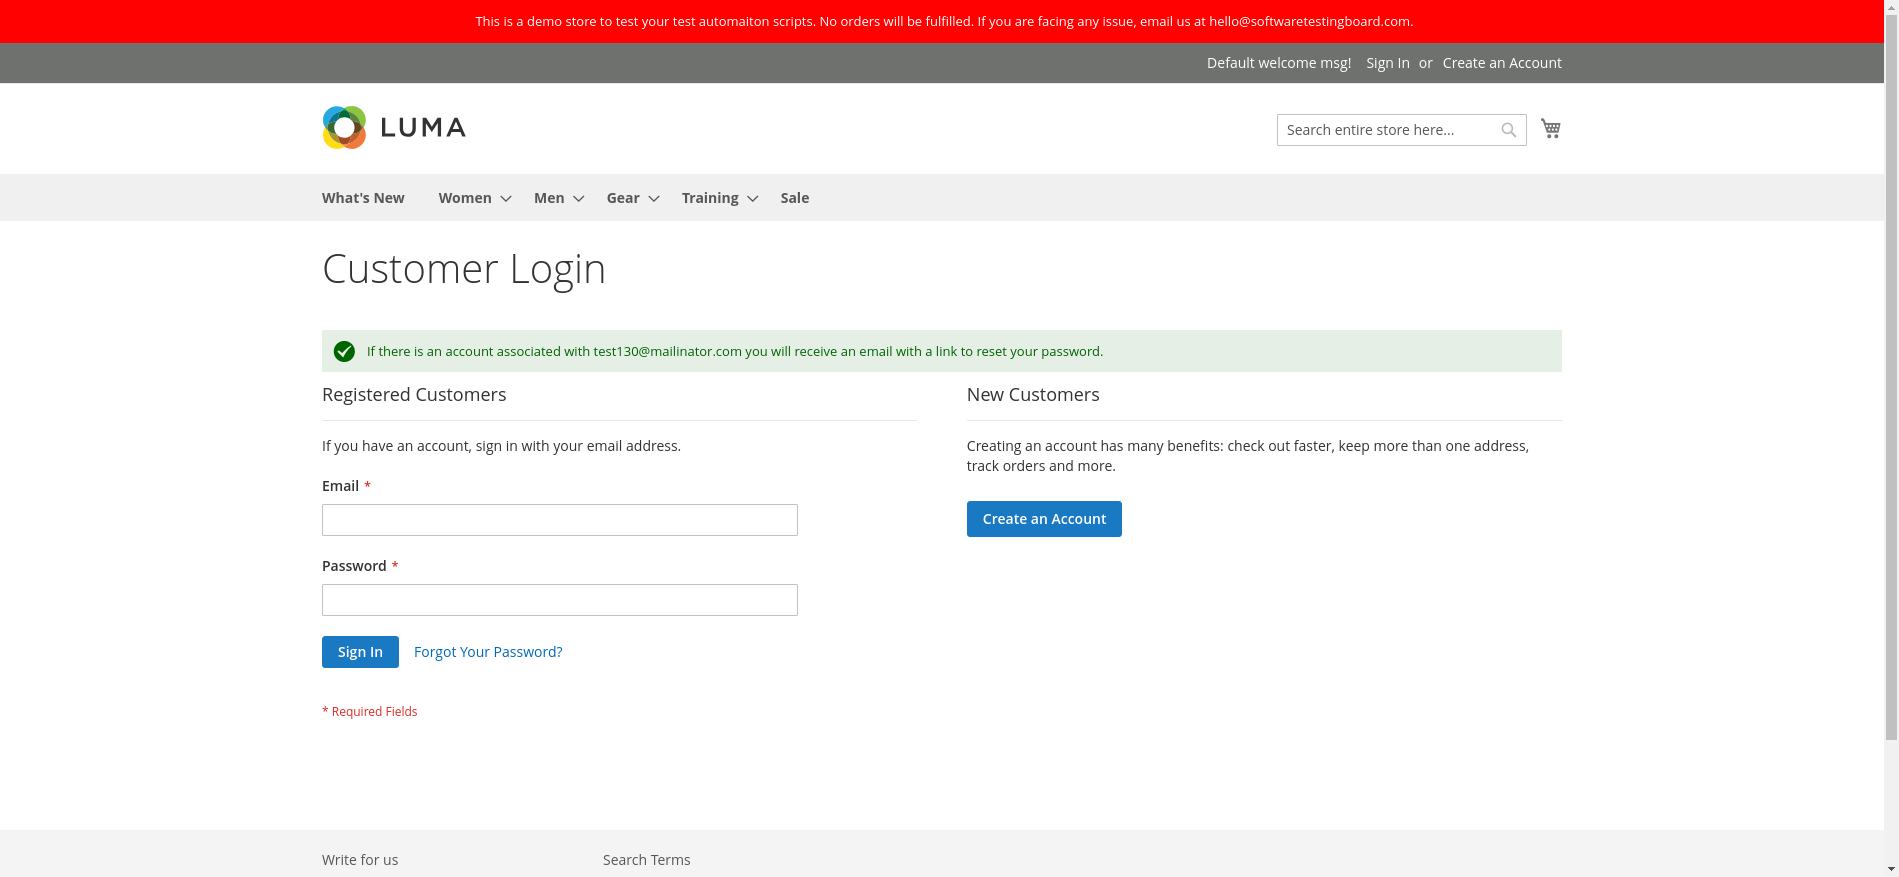 This is a demo store to test your test automaiton scripts. No orders will be fulfilled. If you are facing any issue, email us at hello@softwaretestingboard.com.
Default welcome msg! Sign In or Create an Account
LUMA
Search entire store here...
What's New Women Men Gear Training Sale
Customer Login
If there is an account associated with test130@mailinator.com you will receive an email with a link to reset your password.
Registered Customers
If you have an account, sign in with your email address.
Email *
Password *
Sign In Forgot Your Password?
* Required Fields
New Customers
Creating an account has many benefits: check out faster, keep more than one address,
track orders and more.
Create an Account
Write for us
Search Terms